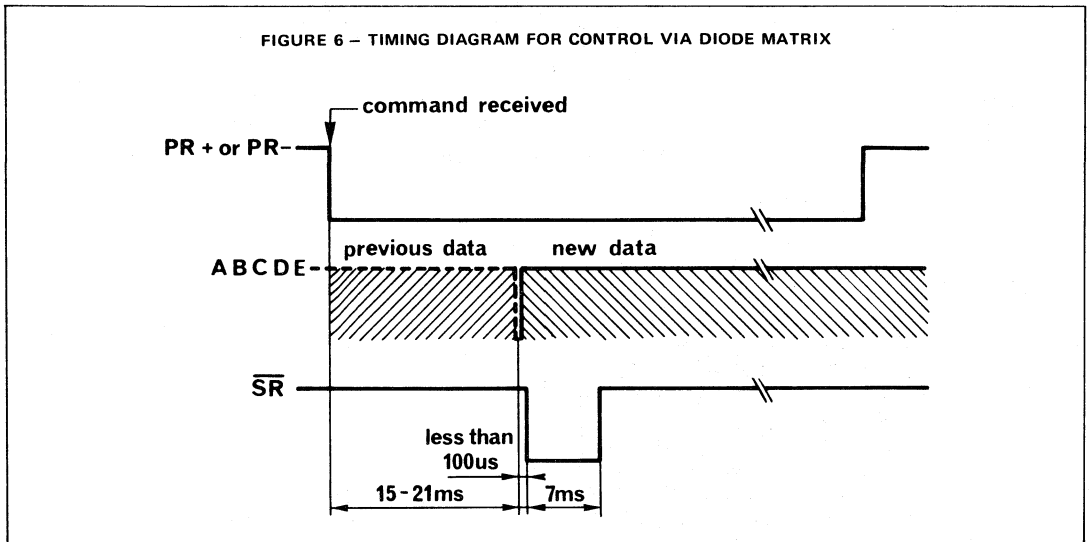 FIGURE 6 – TIMING DIAGRAM FOR CONTROL VIA DIODE MATRIX
command received
PR + or PR-
previous data
new data
A B C D E
S̅R̅
less than
100us
15-21ms
7ms